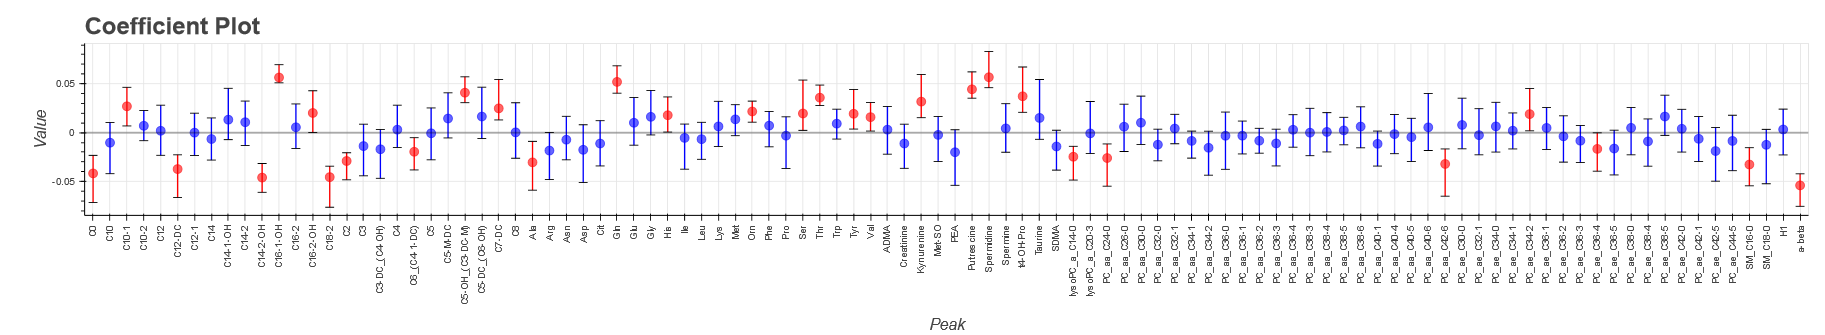 Coefficient Plot
Value
0.05
0
-0.05
C0
C10
C10-1
C10-2
C12
C12-DC
C12-1
C14
C14-1-OH
C14-2
C14-2-OH
C16-1-OH
C16-2
C16-2-OH
C18-2
C2
C3
C3-DC_(C4-OH)
C4
C6_(C4-1-DC)
C5
C5-M-DC
C5-OH_(C3-DC-M)
C5-DC_(C6-OH)
C7-DC
C8
Ala
Arg
Asn
Asp
Cit
Gln
Glu
Gly
His
Ile
Leu
Lys
Met
Orn
Phe
Pro
Ser
Thr
Trp
Tyr
Val
ADMA
Creatinine
Kynurenine
Met-SO
PEA
Putrescine
Spermidine
Spermine
t4-OH-Pro
Taurine
SDMA
lysoPC_a_C14-0
lysoPC_a_C20-3
PC_aa_C24-0
PC_aa_C26-0
PC_aa_C30-0
PC_aa_C32-0
PC_aa_C32-1
PC_aa_C34-1
PC_aa_C34-2
PC_aa_C36-0
PC_aa_C36-1
PC_aa_C36-2
PC_aa_C36-3
PC_aa_C36-4
PC_aa_C38-3
PC_aa_C38-4
PC_aa_C38-5
PC_aa_C38-6
PC_aa_C40-1
PC_aa_C40-4
PC_aa_C40-5
PC_aa_C40-6
PC_aa_C42-6
PC_ae_C30-0
PC_ae_C32-1
PC_ae_C34-0
PC_ae_C34-1
PC_ae_C34-2
PC_ae_C36-1
PC_ae_C36-2
PC_ae_C36-3
PC_ae_C36-4
PC_ae_C36-5
PC_ae_C38-0
PC_ae_C38-4
PC_ae_C38-5
PC_ae_C42-0
PC_ae_C42-1
PC_ae_C42-5
PC_ae_C44-5
SM_C16-0
SM_C18-0
H1
a-beta
Peak